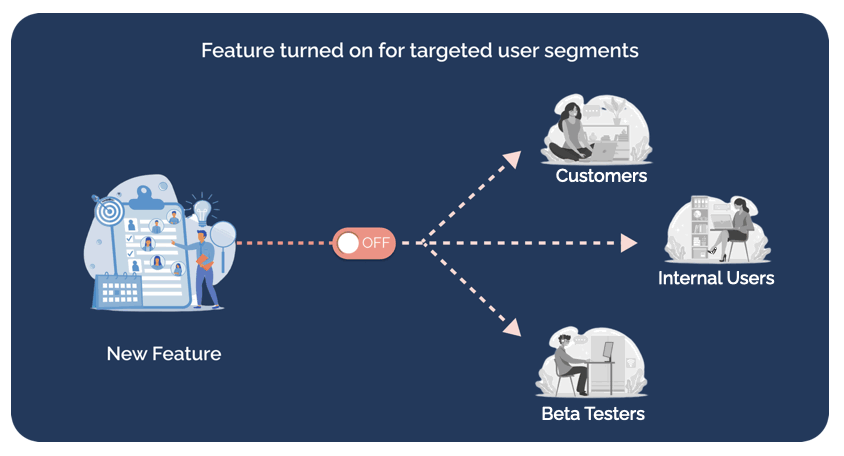 Feature turned on for targeted user segments
Customers
OFF
Internal Users
New Feature
Beta Testers